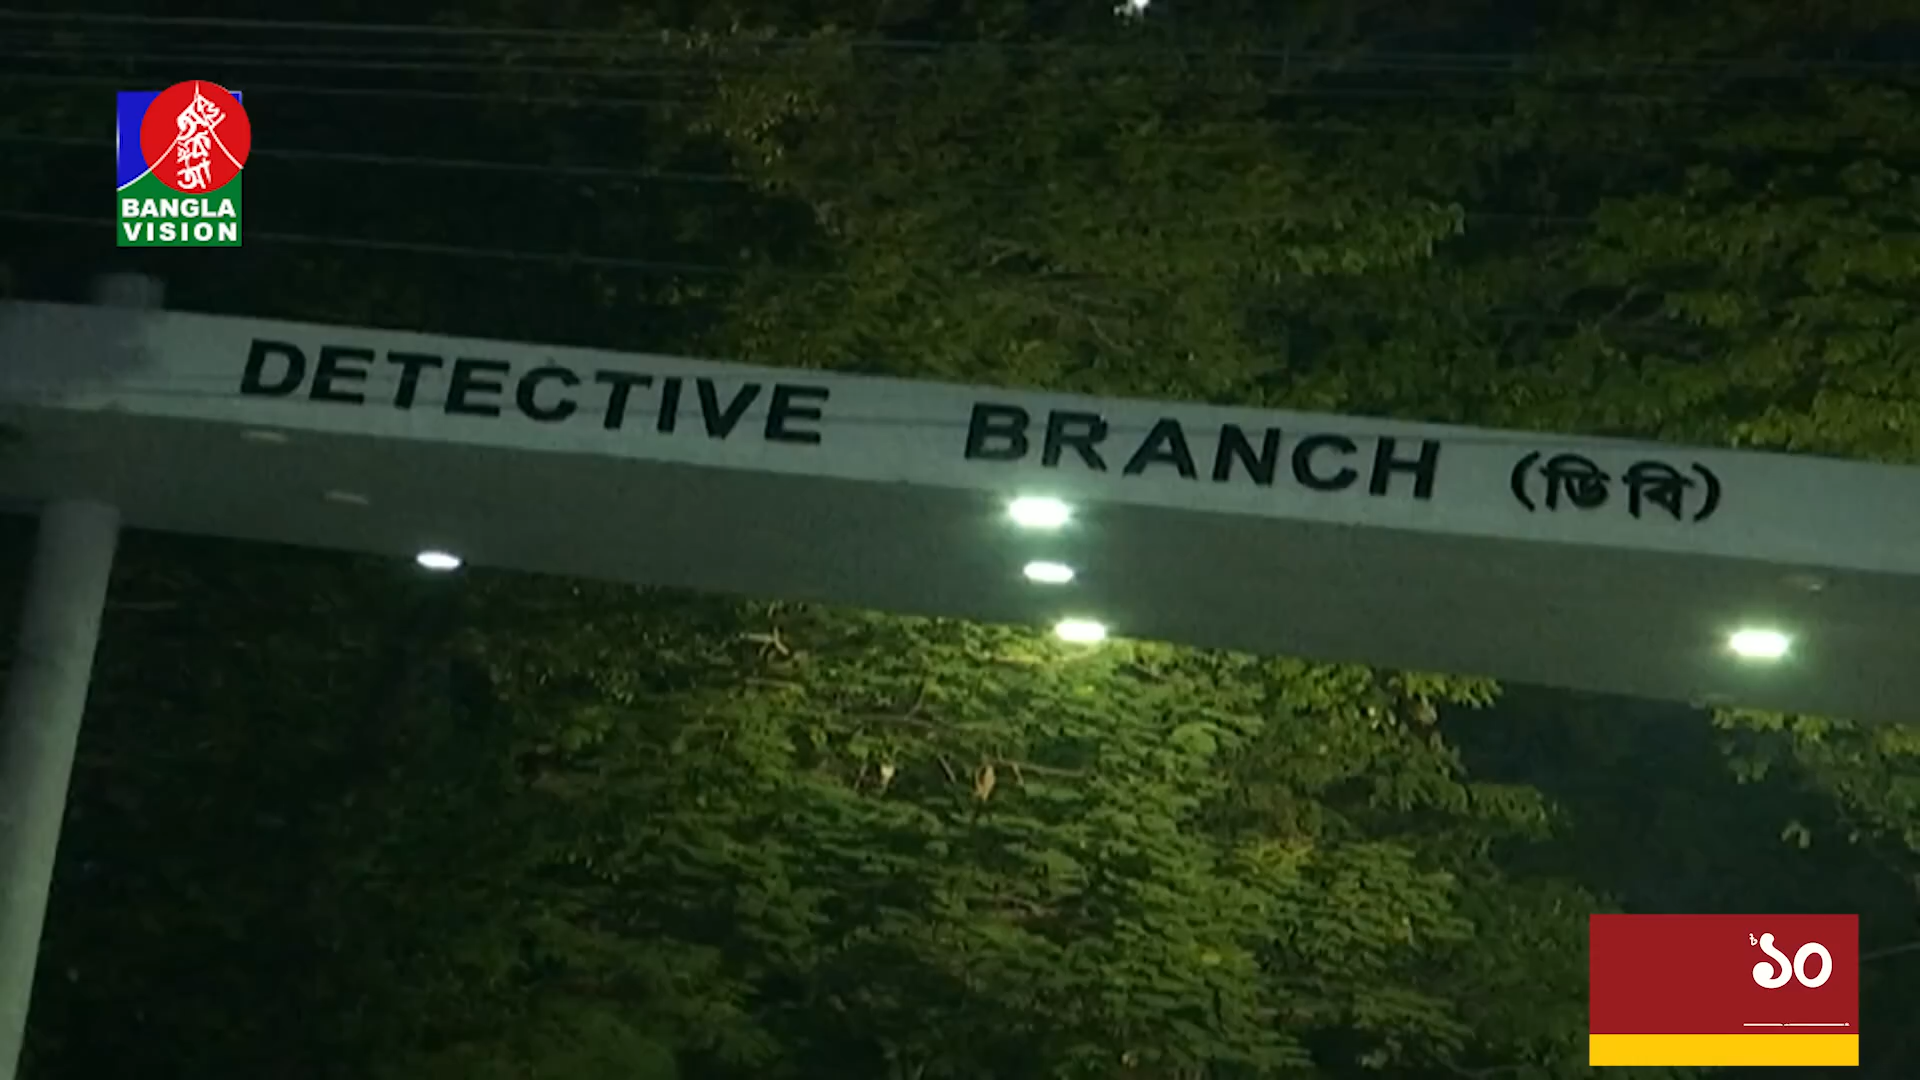 BANGLA
VISION
DETECTIVE BRANCH (ডি বি)
১০